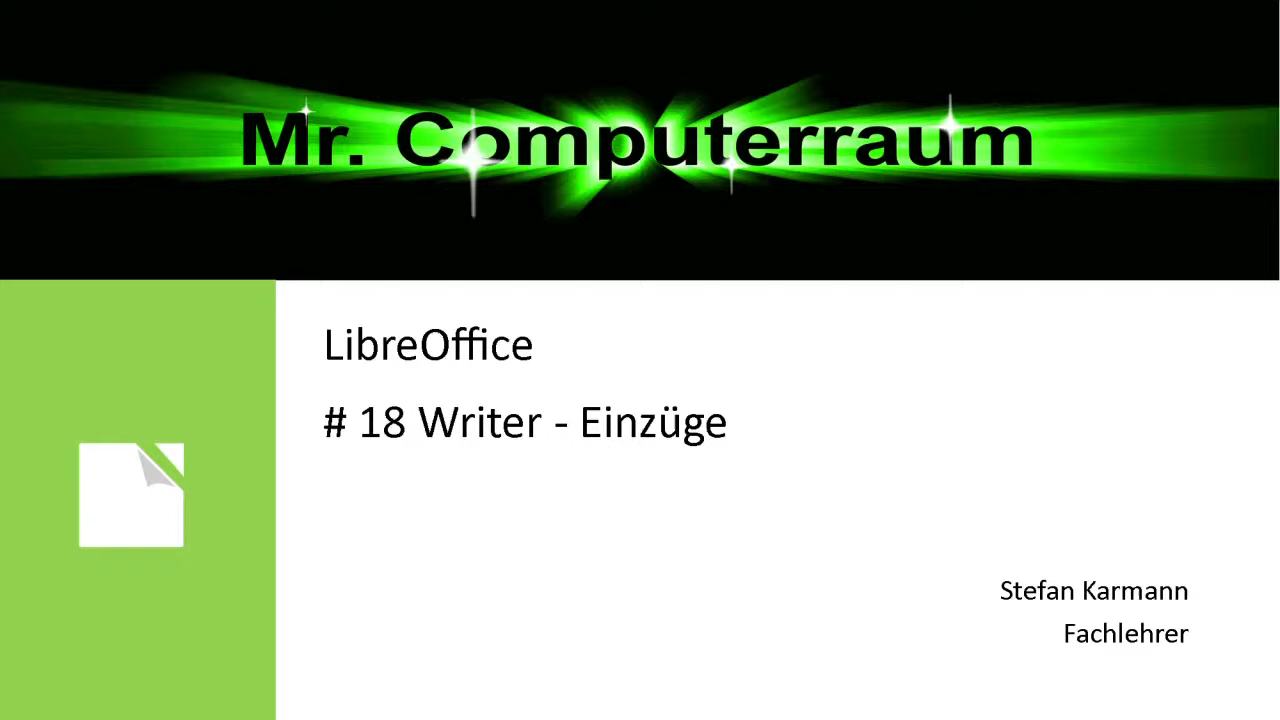 Mr. Computerraum
LibreOffice
# 18 Writer - Einzüge
Stefan Karmann
Fachlehrer